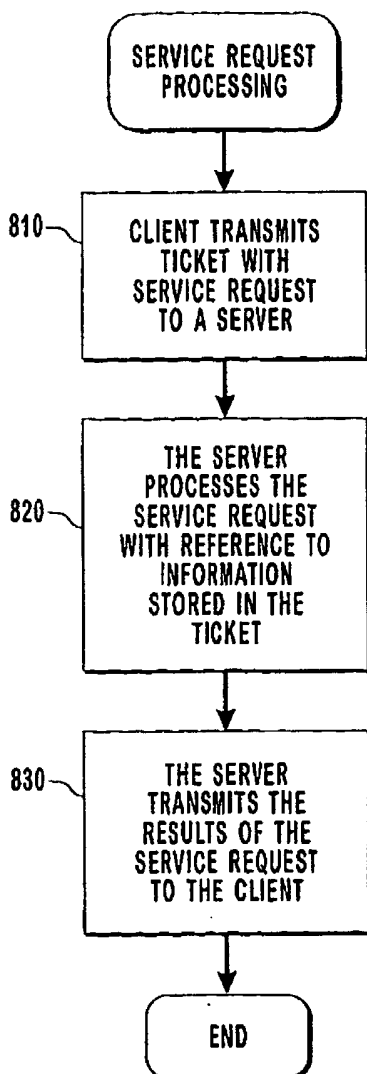 SERVICE REQUEST
PROCESSING
810
CLIENT TRANSMITS
TICKET WITH
SERVICE REQUEST
TO A SERVER
820
THE SERVER
PROCESSES THE
SERVICE REQUEST
WITH REFERENCE TO
INFORMATION
STORED IN THE
TICKET
830
THE SERVER
TRANSMITS THE
RESULTS OF THE
SERVICE REQUEST
TO THE CLIENT
END